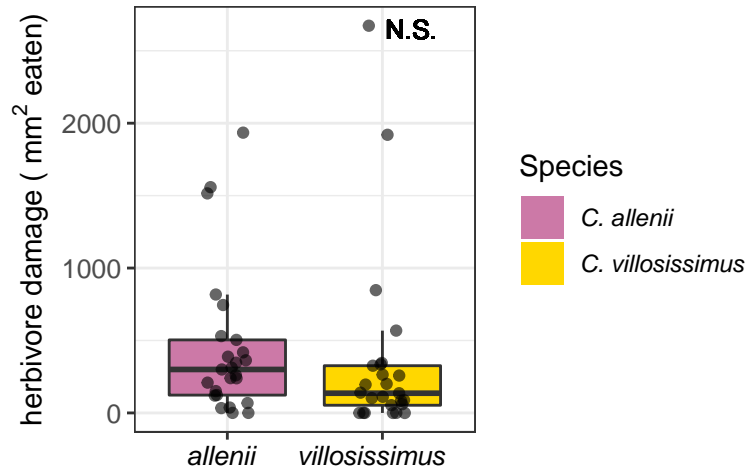 N.S.
herbivore damage ( mm² eaten)
2000
1000
0
allenii villosissimus
Species
C. allenii
C. villosissimus